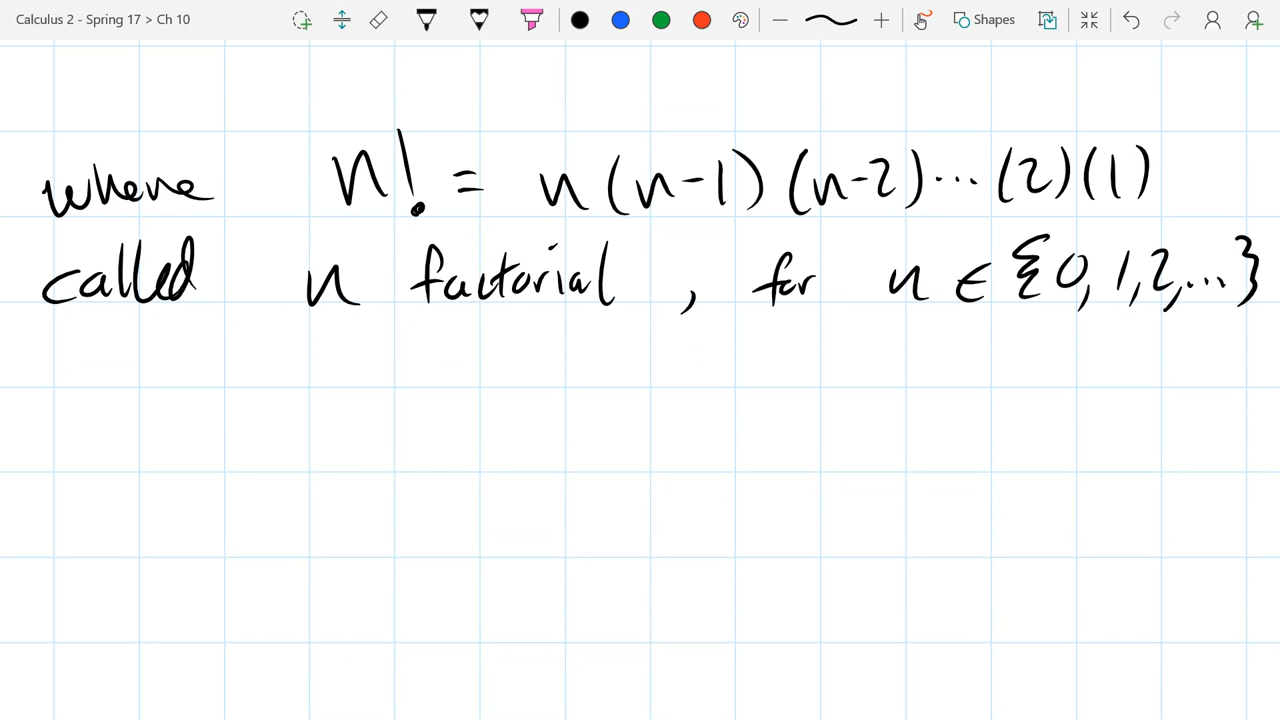 Calculus 2 - Spring 17 > Ch 10
Shapes
where n! = n(n-1)(n-2)...(2)(1)
called n factorial, for n ∈ {0,1,2,...}